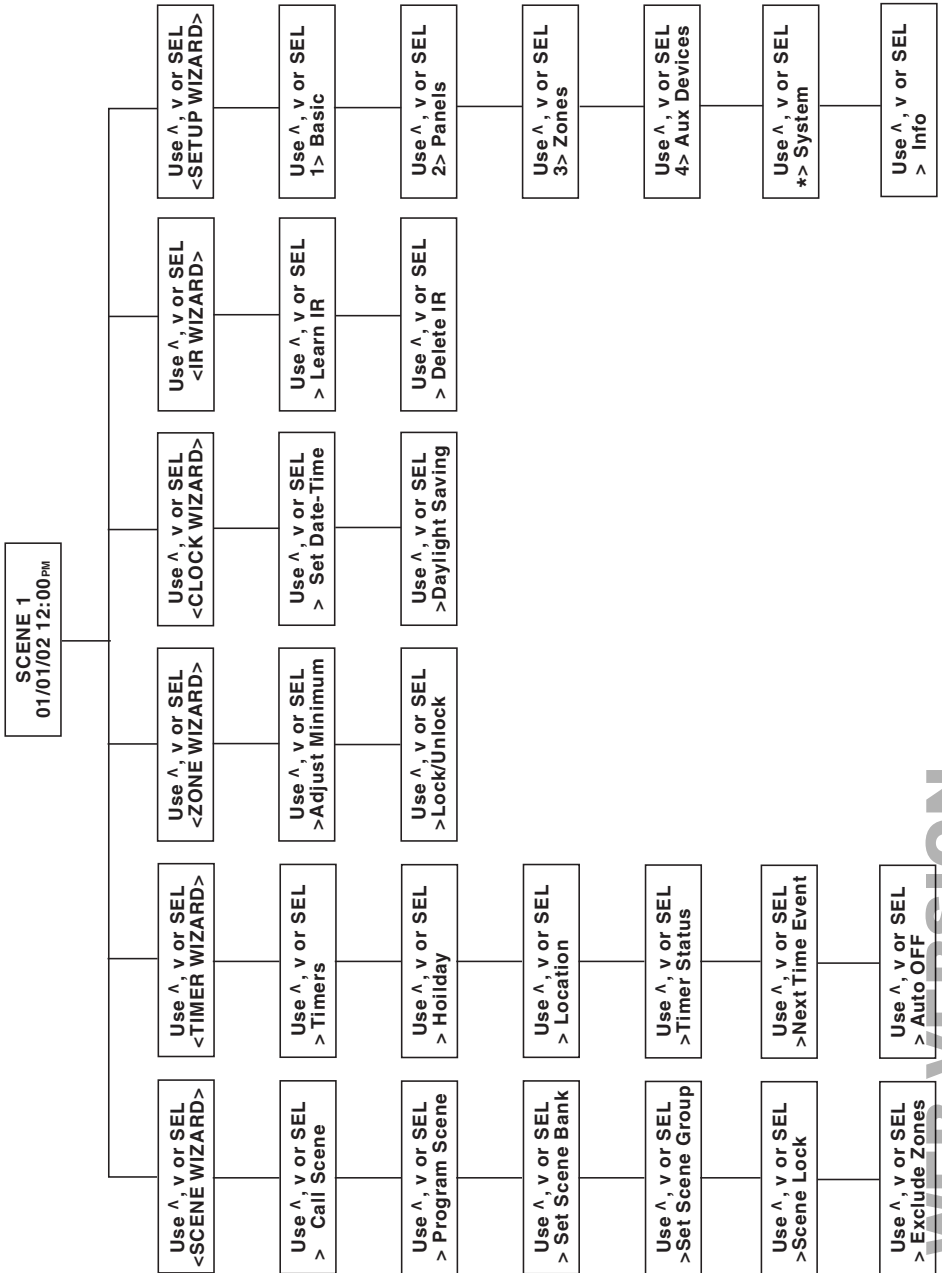 SCENE 1
01/01/02 12:00PM
Use ^, v or SEL
<SCENE WIZARD>
Use ^, v or SEL
> Call Scene
Use ^, v or SEL
> Program Scene
Use ^, v or SEL
> Set Scene Bank
Use ^, v or SEL
>Set Scene Group
Use ^, v or SEL
>Scene Lock
Use ^, v or SEL
> Exclude Zones
Use ^, v or SEL
<TIMER WIZARD>
Use ^, v or SEL
> Timers
Use ^, v or SEL
> Hoilday
Use ^, v or SEL
> Location
Use ^, v or SEL
>Timer Status
Use ^, v or SEL
>Next Time Event
Use ^, v or SEL
> Auto OFF
Use ^, v or SEL
<ZONE WIZARD>
Use ^, v or SEL
>Adjust Minimum
Use ^, v or SEL
>Lock/Unlock
Use ^, v or SEL
<CLOCK WIZARD>
Use ^, v or SEL
> Set Date-Time
Use ^, v or SEL
>Daylight Saving
Use ^, v or SEL
<IR WIZARD>
Use ^, v or SEL
> Learn IR
Use ^, v or SEL
> Delete IR
Use ^, v or SEL
<SETUP WIZARD>
Use ^, v or SEL
1> Basic
Use ^, v or SEL
2> Panels
Use ^, v or SEL
3> Zones
Use ^, v or SEL
4> Aux Devices
Use ^, v or SEL
*> System
Use ^, v or SEL
> Info
WEB VERSION